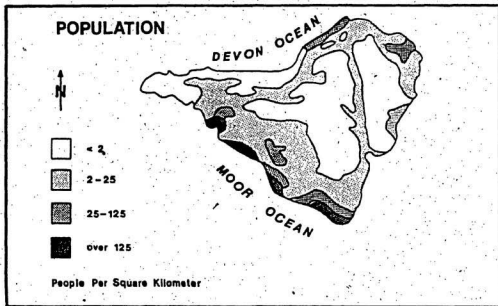 POPULATION
DEVON OCEAN
N
< 2
2-25
25-125
over 125
MOOR OCEAN
People Per Square Kilometer